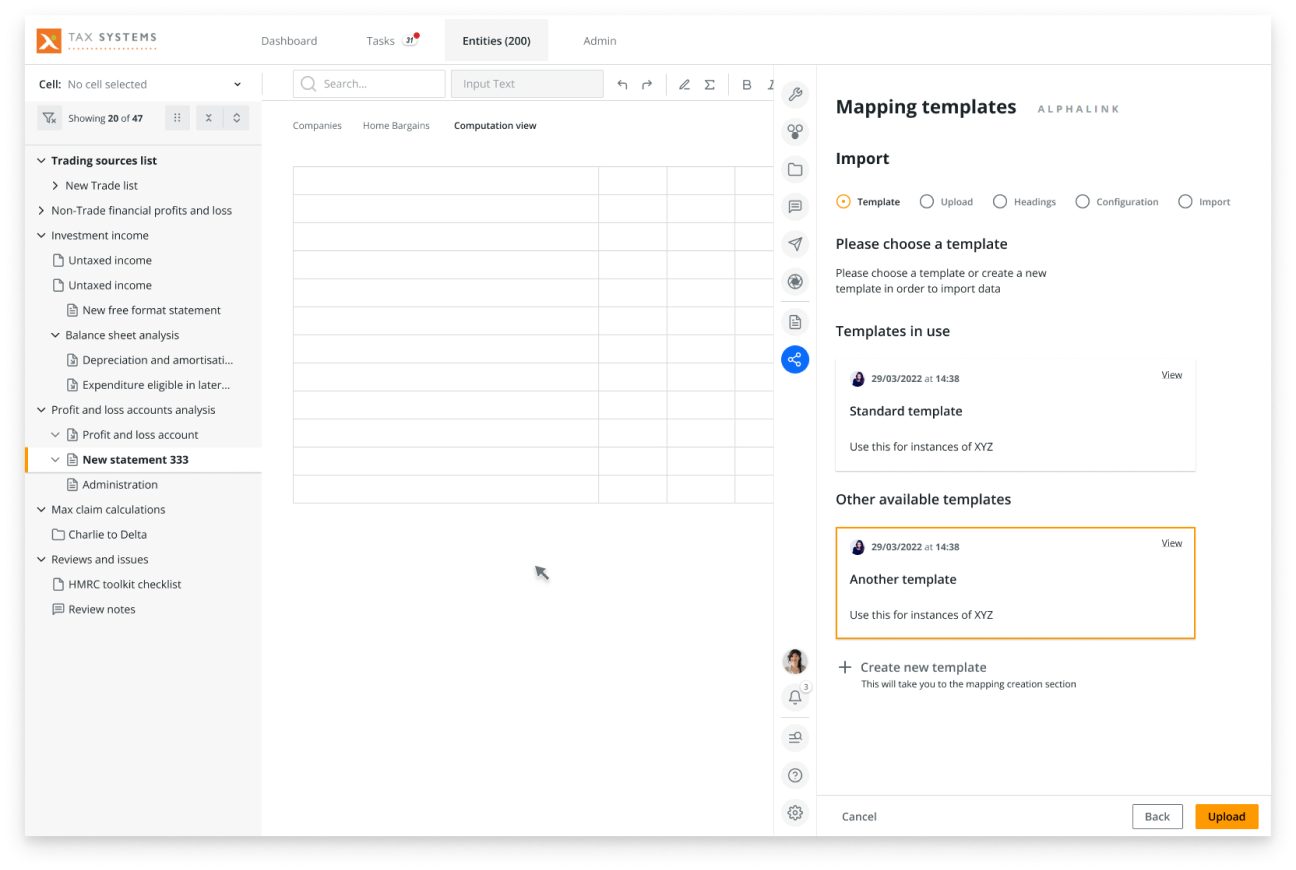 TAX SYSTEMS
Dashboard
Tasks 31
Entities (200)
Admin
Cell: No cell selected
Search...
Input Text
B I
Showing 20 of 47
Trading sources list
New Trade list
Non-Trade financial profits and loss
Investment income
Untaxed income
Untaxed income
New free format statement
Balance sheet analysis
Depreciation and amortisati...
Expenditure eligible in later...
Profit and loss accounts analysis
Profit and loss account
New statement 333
Administration
Max claim calculations
Charlie to Delta
Reviews and issues
HMRC toolkit checklist
Review notes
Companies
Home Bargains
Computation view
3
Mapping templates ALPHALINK
Import
Template
Upload
Headings
Configuration
Import
Please choose a template
Please choose a template or create a new
template in order to import data
Templates in use
29/03/2022 at 14:38
View
Standard template
Use this for instances of XYZ
Other available templates
29/03/2022 at 14:38
View
Another template
Use this for instances of XYZ
Create new template
This will take you to the mapping creation section
Cancel
Back
Upload